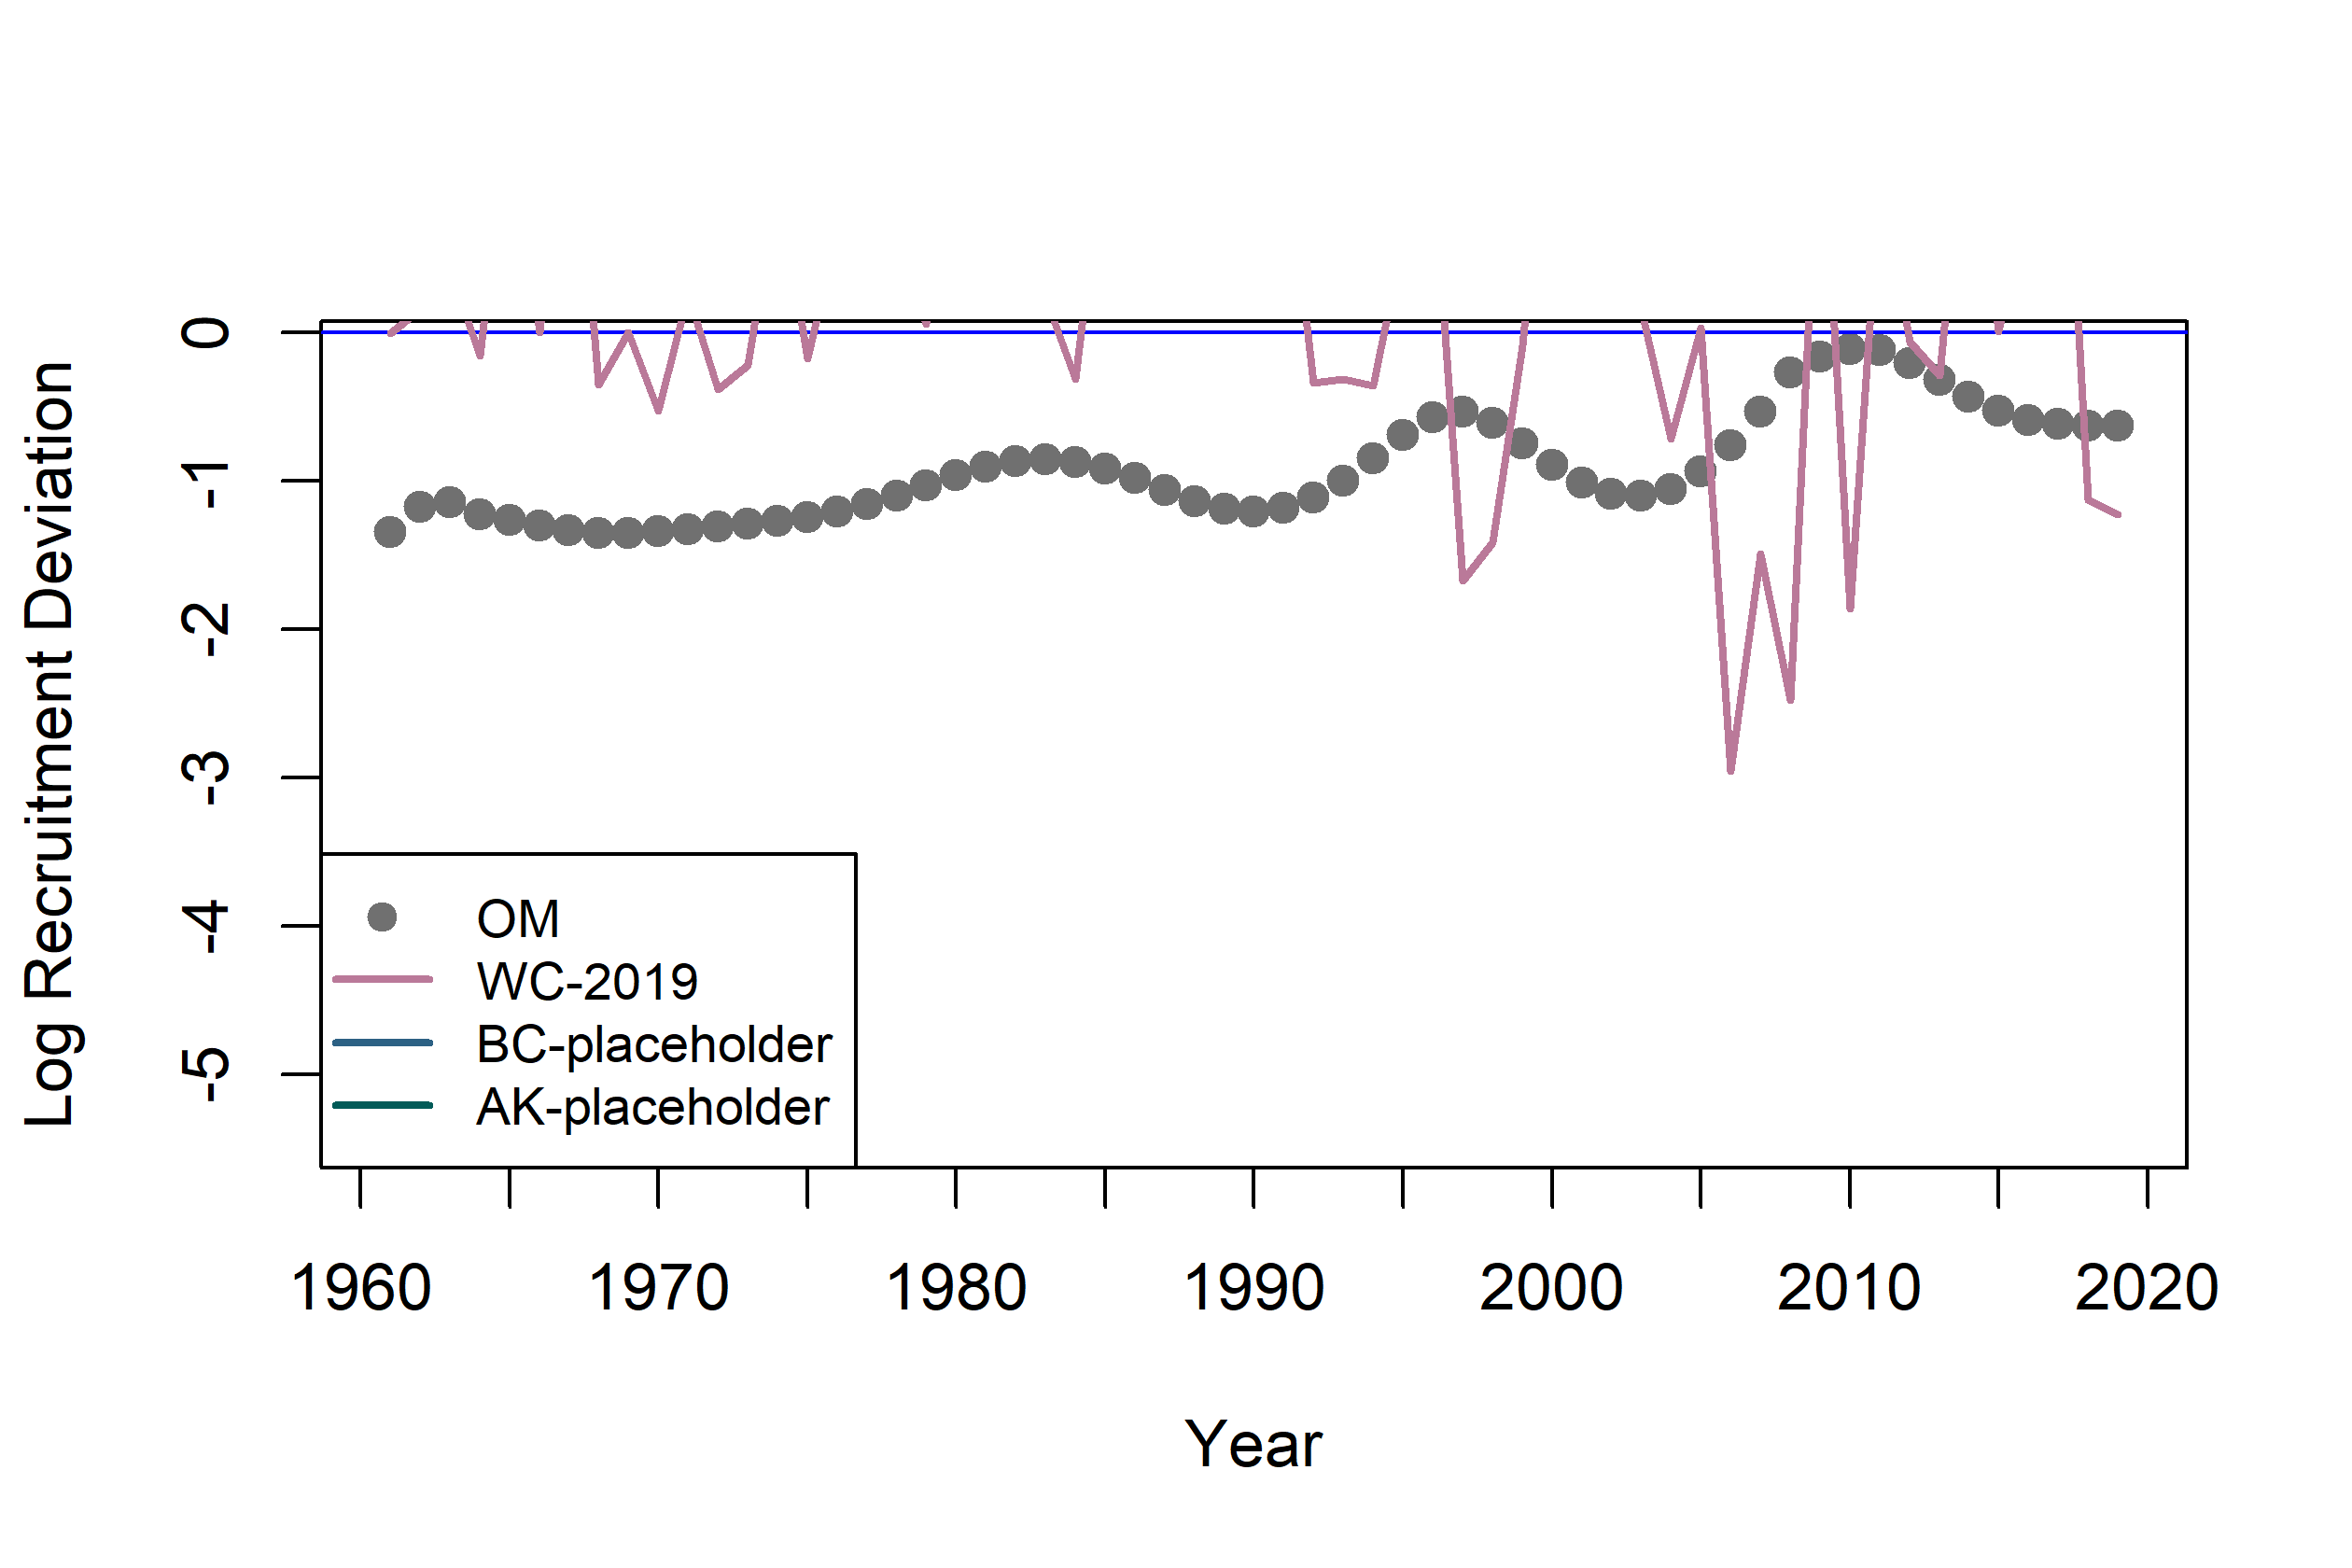 Log Recruitment Deviation
0
-1
-2
-3
-4
-5
OM
WC-2019
BC-placeholder
AK-placeholder
1960 1970 1980 1990 2000 2010 2020
Year